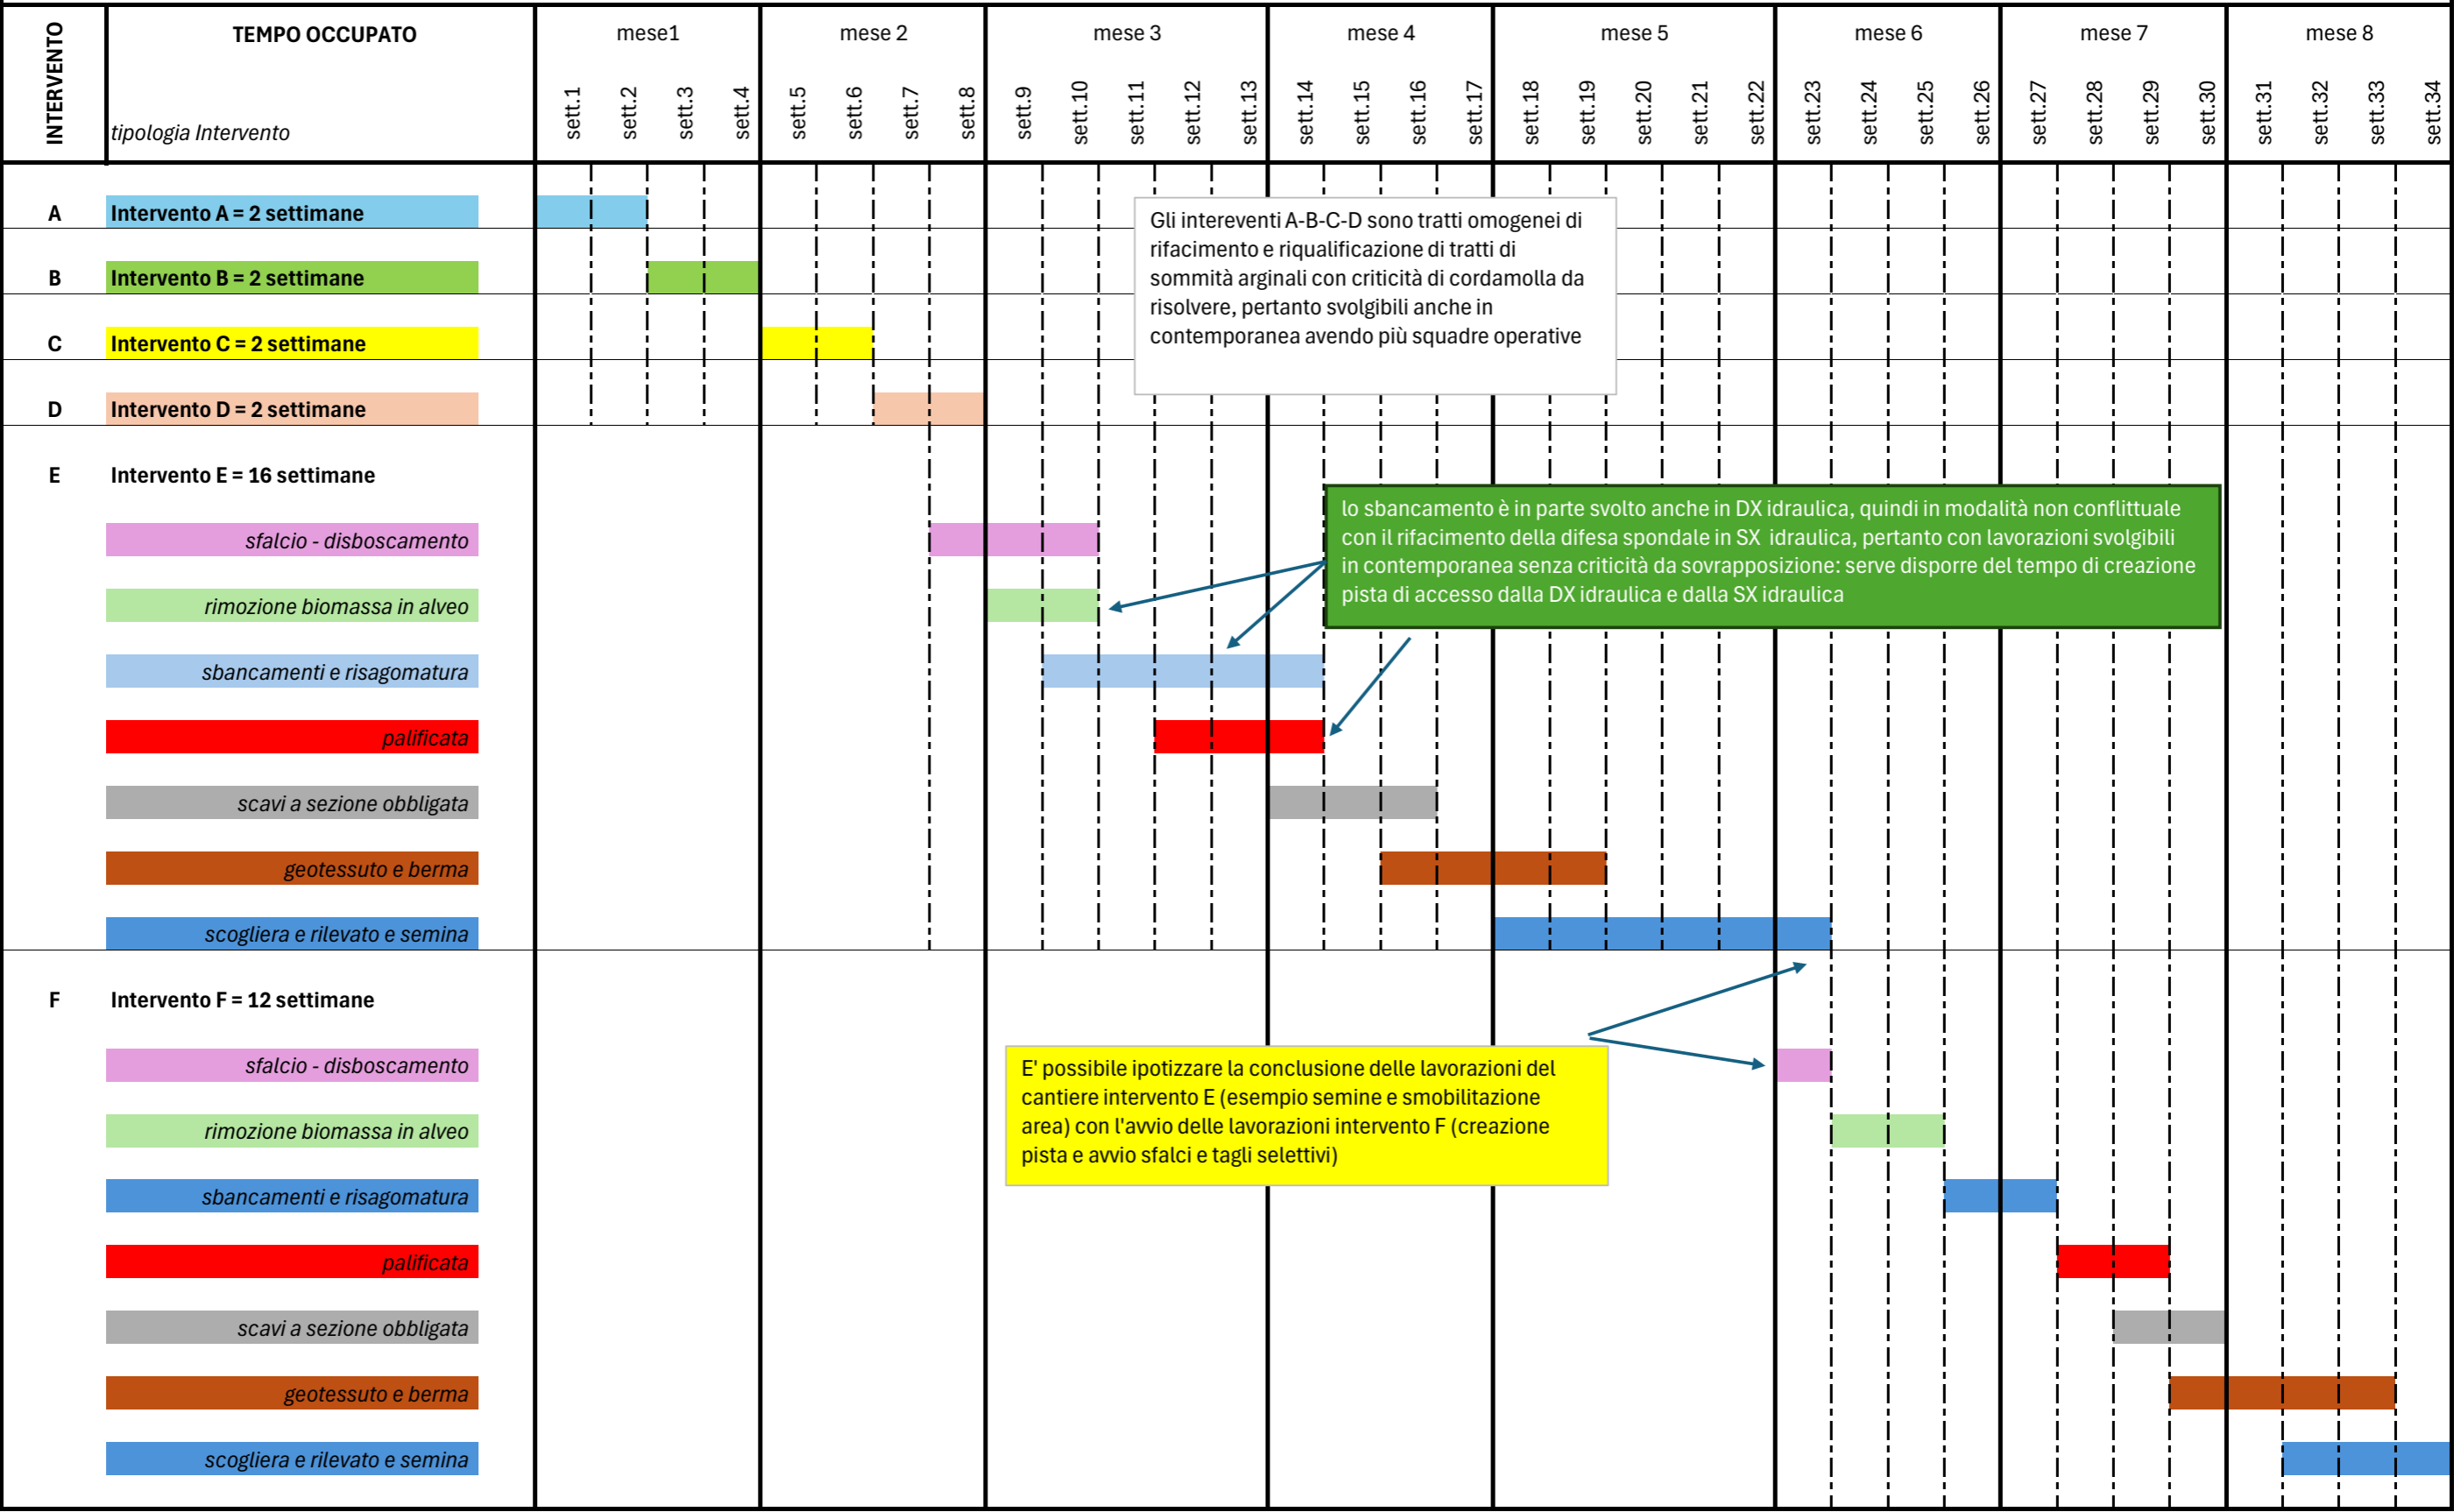 INTERVENTO
TEMPO OCCUPATO
tipologia Intervento
mese1
mese 2
mese 3
mese 4
mese 5
mese 6
mese 7
mese 8
sett.1
sett.2
sett.3
sett.4
sett.5
sett.6
sett.7
sett.8
sett.9
sett.10
sett.11
sett.12
sett.13
sett.14
sett.15
sett.16
sett.17
sett.18
sett.19
sett.20
sett.21
sett.22
sett.23
sett.24
sett.25
sett.26
sett.27
sett.28
sett.29
sett.30
sett.31
sett.32
sett.33
sett.34
A Intervento A = 2 settimane
B Intervento B = 2 settimane
C Intervento C = 2 settimane
D Intervento D = 2 settimane
Gli intereventi A-B-C-D sono tratti omogenei di
rifacimento e riqualificazione di tratti di
sommità arginali con criticità di cordamolla da
risolvere, pertanto svolgibili anche in
contemporanea avendo più squadre operative
E Intervento E = 16 settimane
sfalcio - disboscamento
rimozione biomassa in alveo
sbancamenti e risagomatura
palificata
scavi a sezione obbligata
geotessuto e berma
scogliera e rilevato e semina
lo sbancamento è in parte svolto anche in DX idraulica, quindi in modalità non conflittuale
con il rifacimento della difesa spondale in SX  idraulica, pertanto con lavorazioni svolgibili
in contemporanea senza criticità da sovrapposizione: serve disporre del tempo di creazione
pista di accesso dalla DX idraulica e dalla SX idraulica
F Intervento F = 12 settimane
sfalcio - disboscamento
rimozione biomassa in alveo
sbancamenti e risagomatura
palificata
scavi a sezione obbligata
geotessuto e berma
scogliera e rilevato e semina
E' possibile ipotizzare la conclusione delle lavorazioni del
cantiere intervento E (esempio semine e smobilitazione
area) con l'avvio delle lavorazioni intervento F (creazione
pista e avvio sfalci e tagli selettivi)